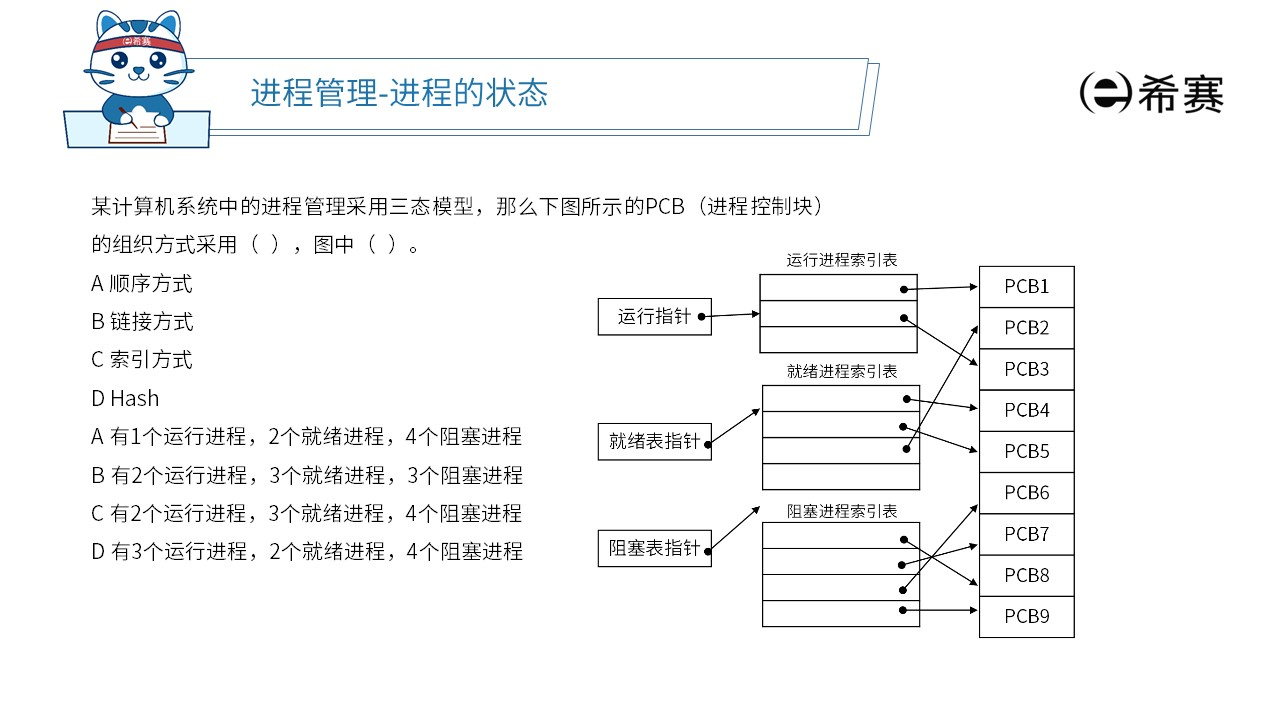 希赛
进程管理-进程的状态
希赛
某计算机系统中的进程管理采用三态模型，那么下图所示的PCB（进程控制块）
的组织方式采用（ ），图中（ ）。
A 顺序方式
B 链接方式
C 索引方式
D Hash
A 有1个运行进程，2个就绪进程，4个阻塞进程
B 有2个运行进程，3个就绪进程，3个阻塞进程
C 有2个运行进程，3个就绪进程，4个阻塞进程
D 有3个运行进程，2个就绪进程，4个阻塞进程
运行指针
就绪表指针
阻塞表指针
运行进程索引表
就绪进程索引表
阻塞进程索引表
PCB1
PCB2
PCB3
PCB4
PCB5
PCB6
PCB7
PCB8
PCB9